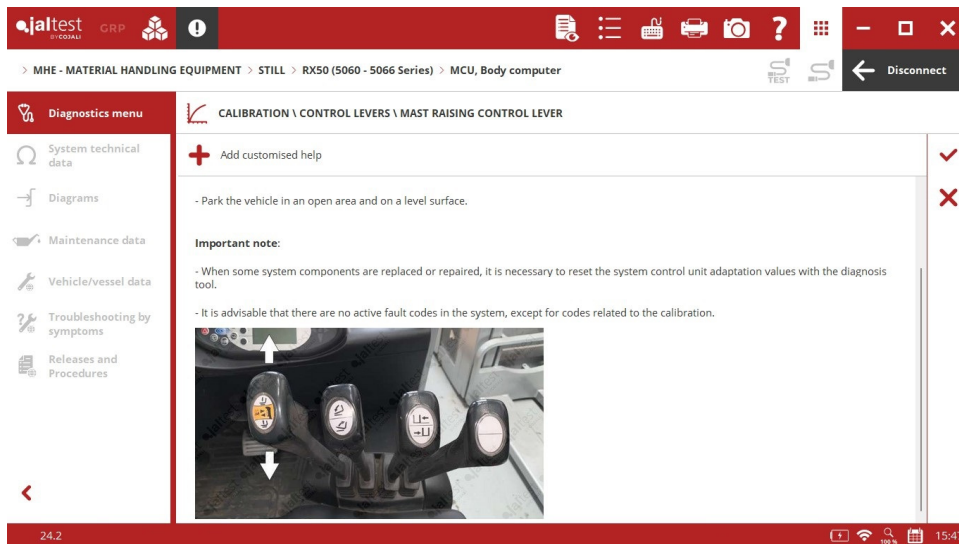 jaltest GRP
BY COJALI
> MHE - MATERIAL HANDLING EQUIPMENT > STILL > RX50 (5060 - 5066 Series) > MCU, Body computer
TEST
Disconnect
Diagnostics menu
CALIBRATION \ CONTROL LEVERS \ MAST RAISING CONTROL LEVER
System technical
data
Add customised help
Diagrams
- Park the vehicle in an open area and on a level surface.
Maintenance data
Important note:
Vehicle/vessel data
- When some system components are replaced or repaired, it is necessary to reset the system control unit adaptation values with the diagnosis
tool.
Troubleshooting by
symptoms
- It is advisable that there are no active fault codes in the system, except for codes related to the calibration.
Releases and
Procedures
24.2
100 %
15:47